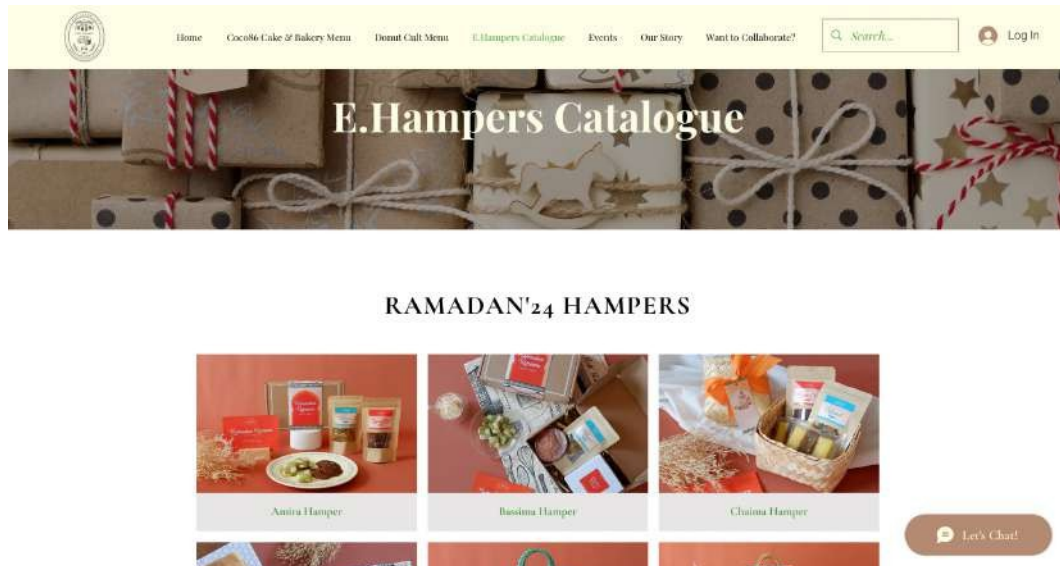 Home Coco86 Cake & Bakery Menu Donut Cult Menu E.Hampers Catalogue Events Our Story Want to Collaborate? Search... Log In
E.Hampers Catalogue
RAMADAN'24 HAMPERS
Amira Hamper Bassima Hamper Chaima Hamper
Let's Chat!